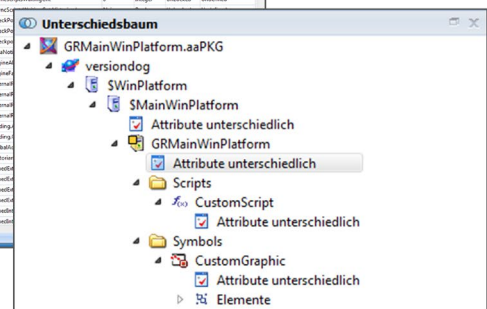 Unterschiedsbaum
GRMainWinPlatform.aaPKG
versiondog
$WinPlatform
$MainWinPlatform
Attribute unterschiedlich
GRMainWinPlatform
Attribute unterschiedlich
Scripts
CustomScript
Attribute unterschiedlich
Symbols
CustomGraphic
Attribute unterschiedlich
Elemente